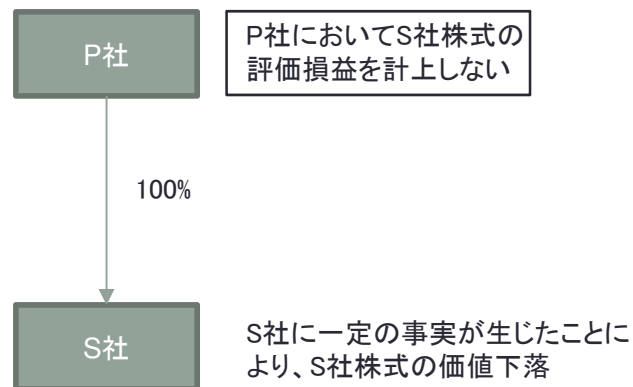 P社
P社においてS社株式の
評価損益を計上しない
100%
S社
S社に一定の事実が生じたことに
より、S社株式の価値下落